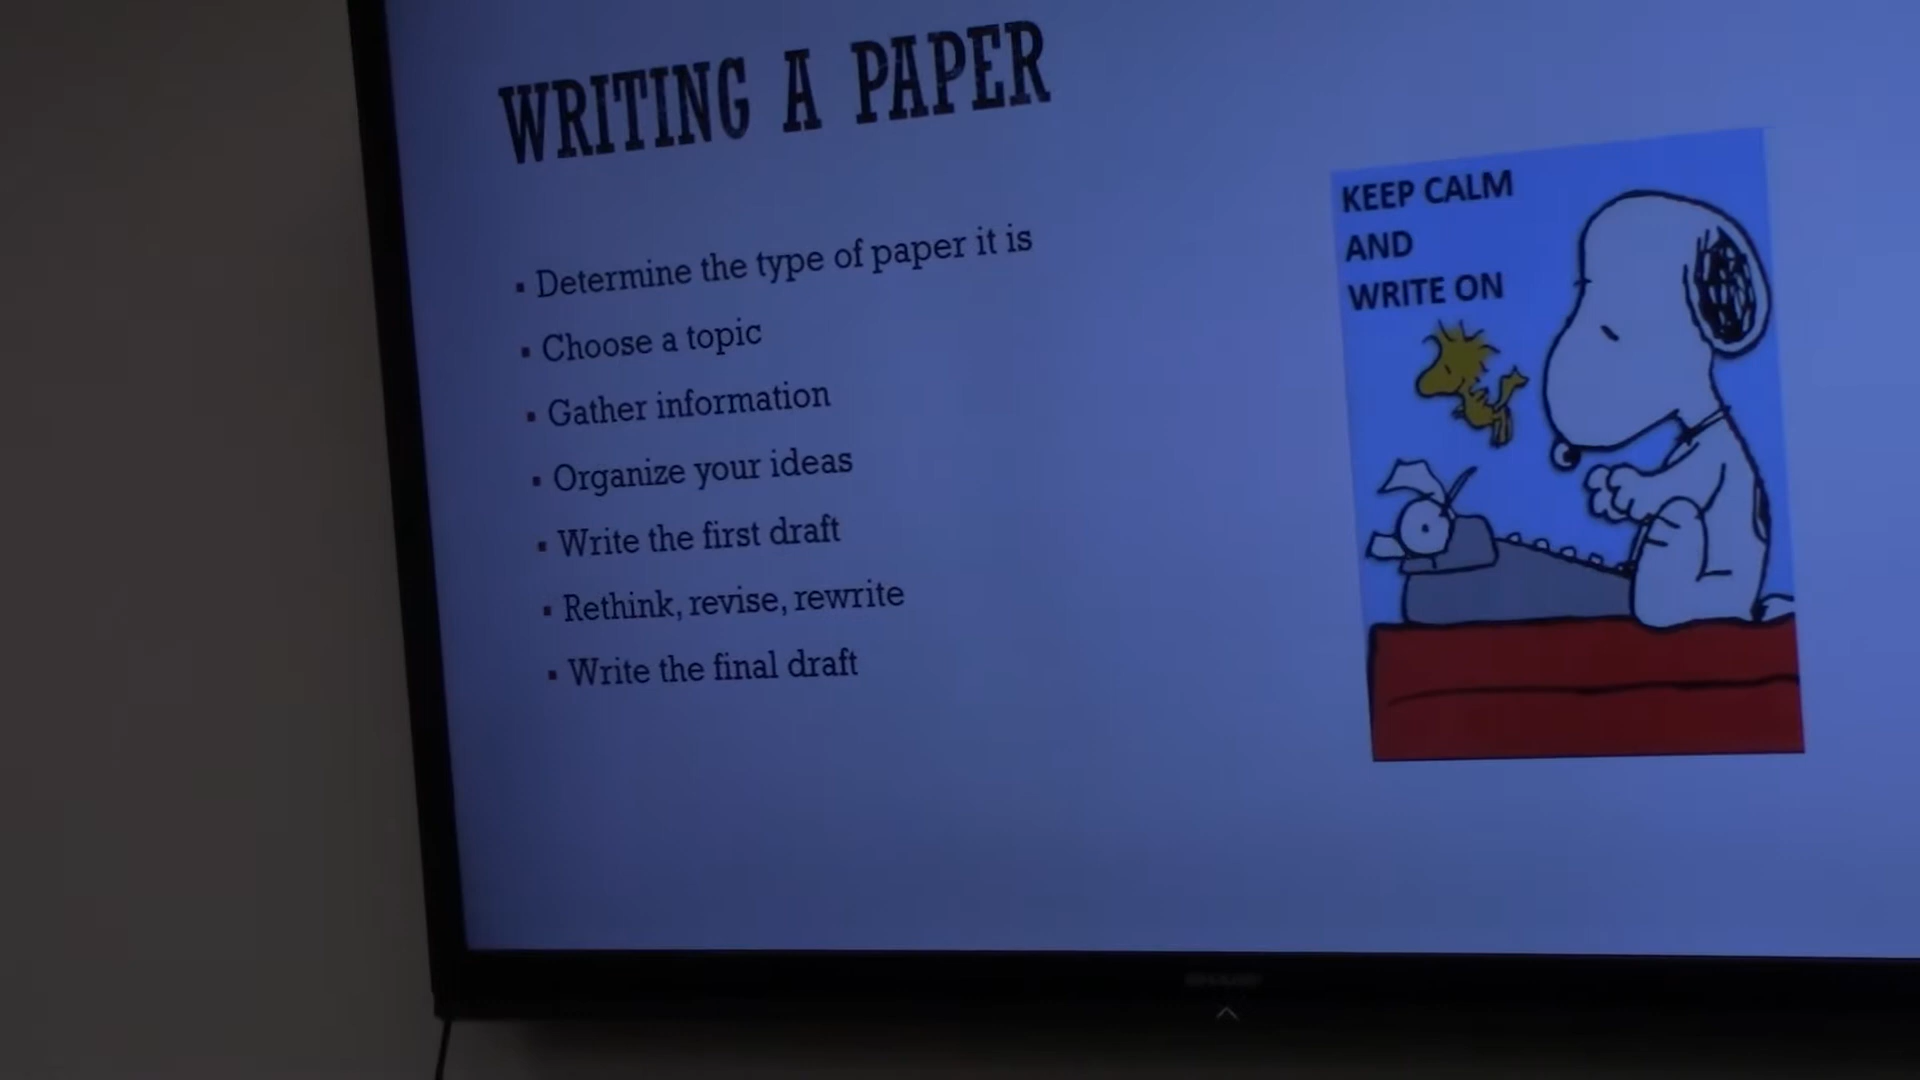 WRITING A PAPER
▪ Determine the type of paper it is
▪ Choose a topic
▪ Gather information
▪ Organize your ideas
▪ Write the first draft
▪ Rethink, revise, rewrite
▪ Write the final draft
KEEP CALM
AND
WRITE ON